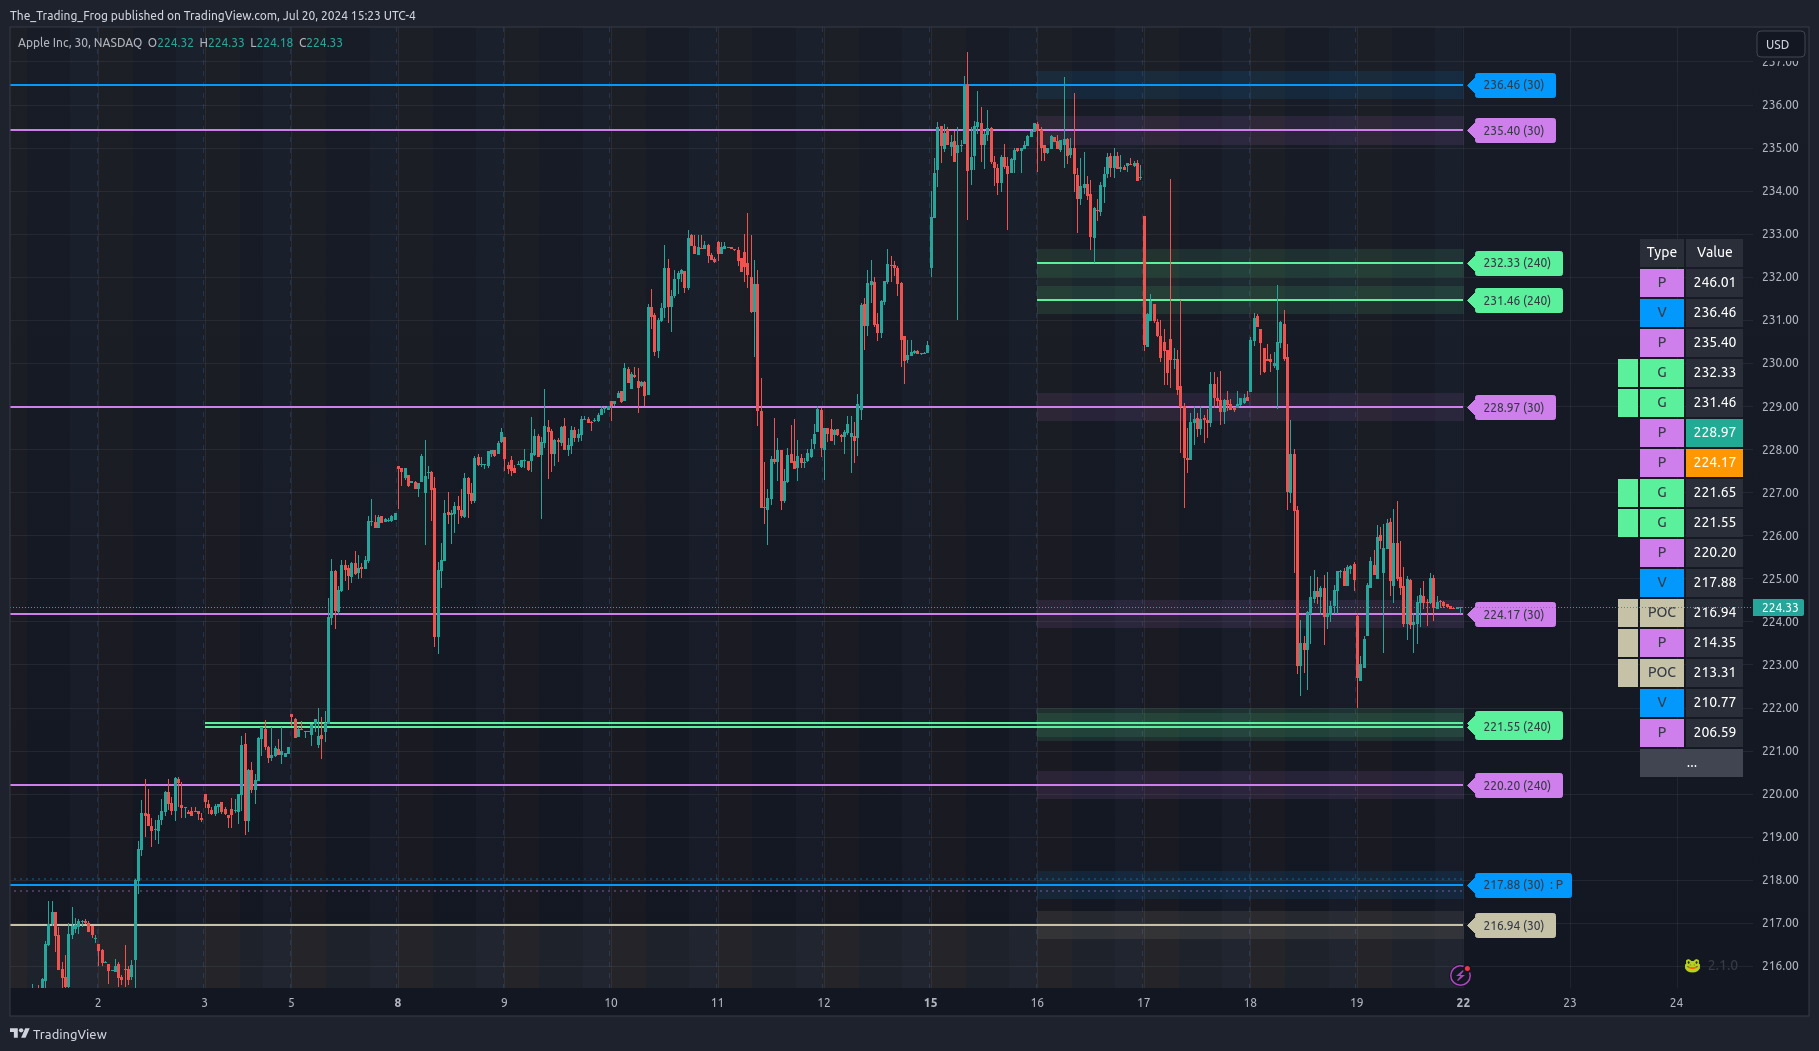 The_Trading_Frog published on TradingView.com, Jul 20, 2024 15:23 UTC-4
Apple Inc, 30, NASDAQ O224.32 H224.33 L224.18 C224.33
USD
237.00
236.00
235.00
234.00
233.00
232.00
231.00
230.00
229.00
228.00
227.00
226.00
225.00
224.33
224.00
223.00
222.00
221.00
220.00
219.00
218.00
217.00
216.00
236.46 (30)
235.40 (30)
232.33 (240)
231.46 (240)
228.97 (30)
224.17 (30)
221.55 (240)
220.20 (240)
217.88 (30) : P
216.94 (30)
Type Value
P 246.01
V 236.46
P 235.40
G 232.33
G 231.46
P 228.97
P 224.17
G 221.65
G 221.55
P 220.20
V 217.88
POC 216.94
P 214.35
POC 213.31
V 210.77
P 206.59
...
2.1.0
2 3 5 8 9 10 11 12 15 16 17 18 19 22 23 24
TradingView